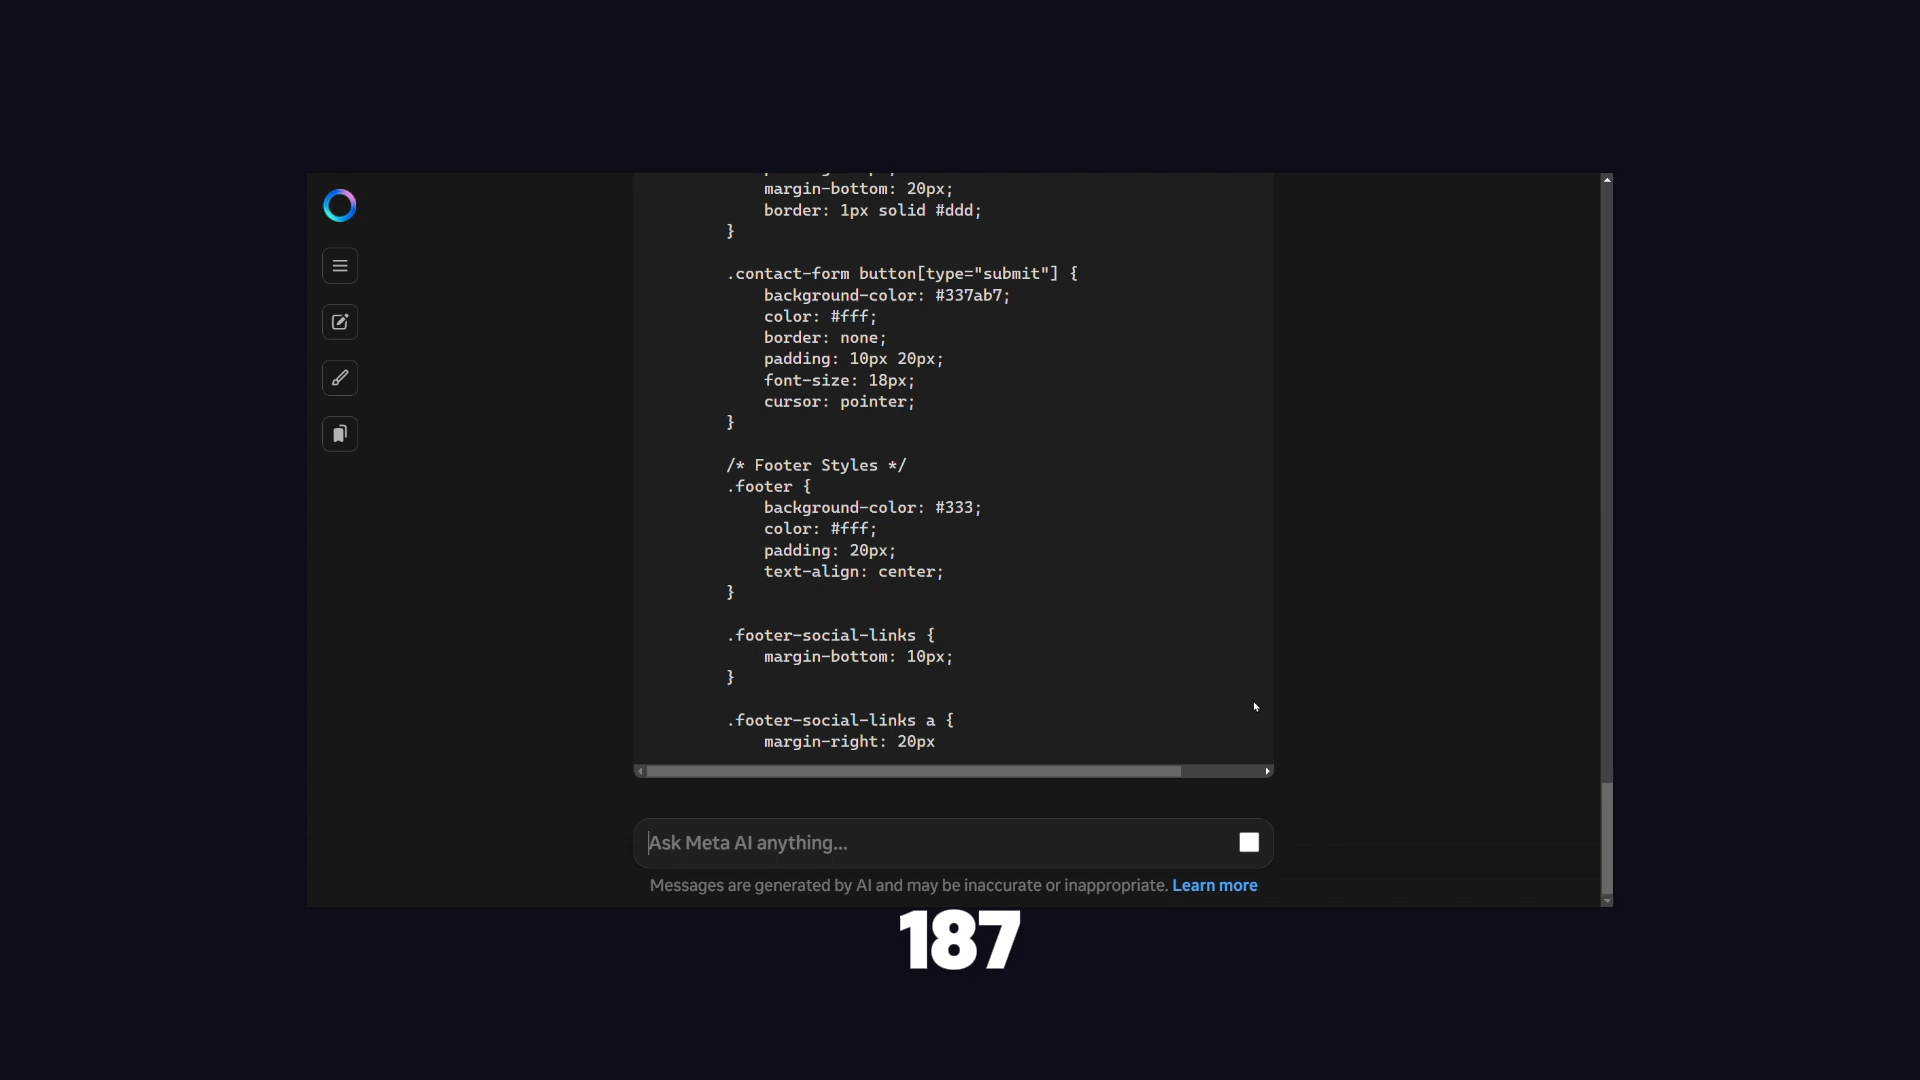 margin-bottom: 20px;
border: 1px solid #ddd;
}
.contact-form button[type="submit"] {
background-color: #337ab7;
color: #fff;
border: none;
padding: 10px 20px;
font-size: 18px;
cursor: pointer;
}
/* Footer Styles */
.footer {
background-color: #333;
color: #fff;
padding: 20px;
text-align: center;
}
.footer-social-links {
margin-bottom: 10px;
}
.footer-social-links a {
margin-right: 20px
Ask Meta AI anything...
Messages are generated by AI and may be inaccurate or inappropriate. Learn more
187